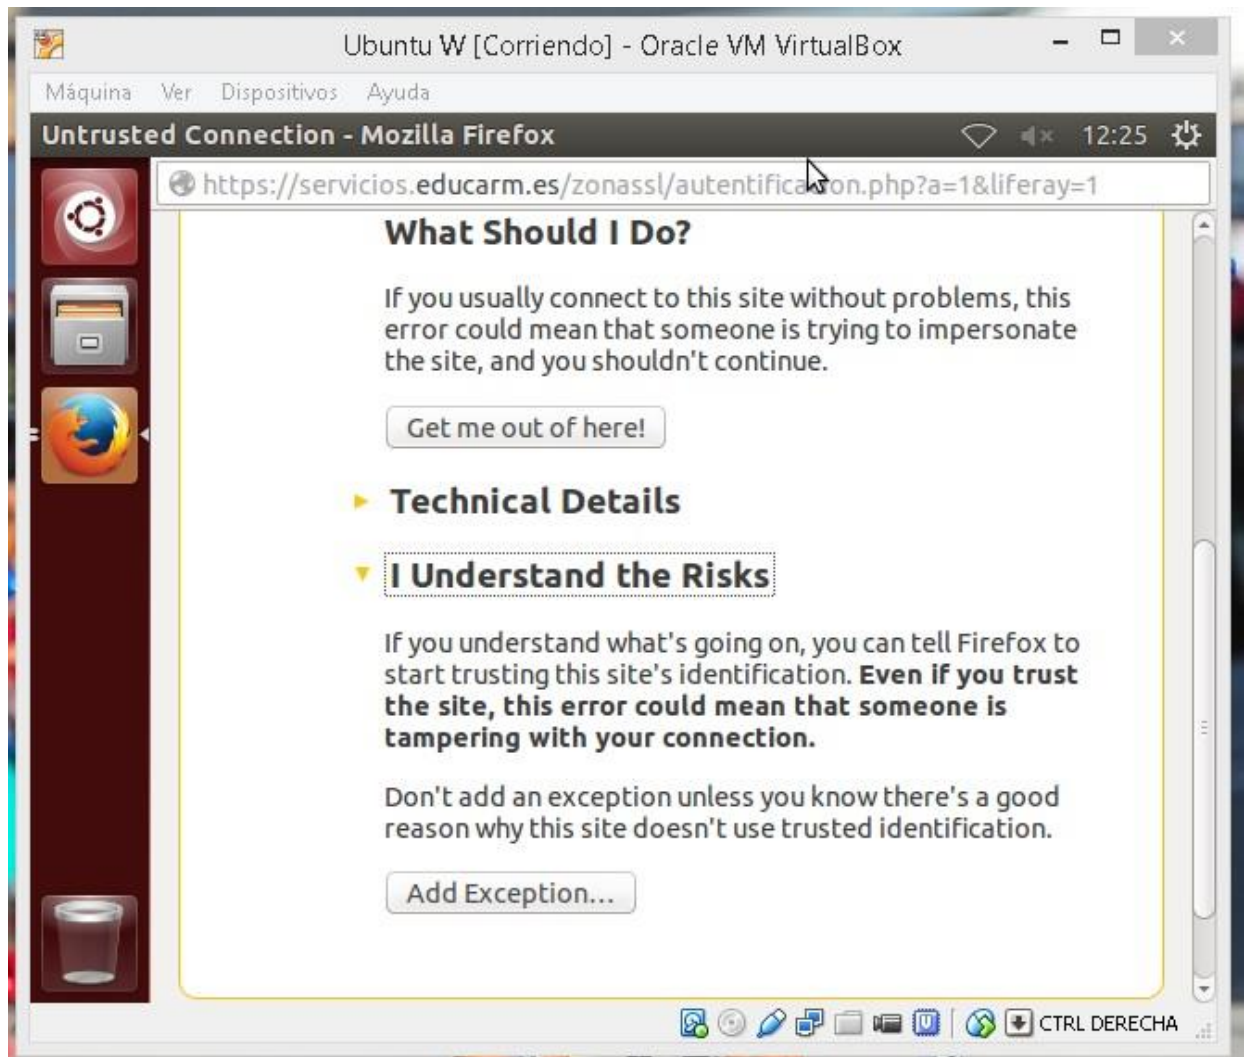 Ubuntu W [Corriendo] - Oracle VM VirtualBox
Máquina Ver Dispositivos Ayuda
Untrusted Connection - Mozilla Firefox 12:25
https://servicios.educarm.es/zonassl/autentificacion.php?a=1&liferay=1
What Should I Do?
If you usually connect to this site without problems, this
error could mean that someone is trying to impersonate
the site, and you shouldn't continue.
Get me out of here!
Technical Details
I Understand the Risks
If you understand what's going on, you can tell Firefox to
start trusting this site's identification. Even if you trust
the site, this error could mean that someone is
tampering with your connection.
Don't add an exception unless you know there's a good
reason why this site doesn't use trusted identification.
Add Exception...
CTRL DERECHA